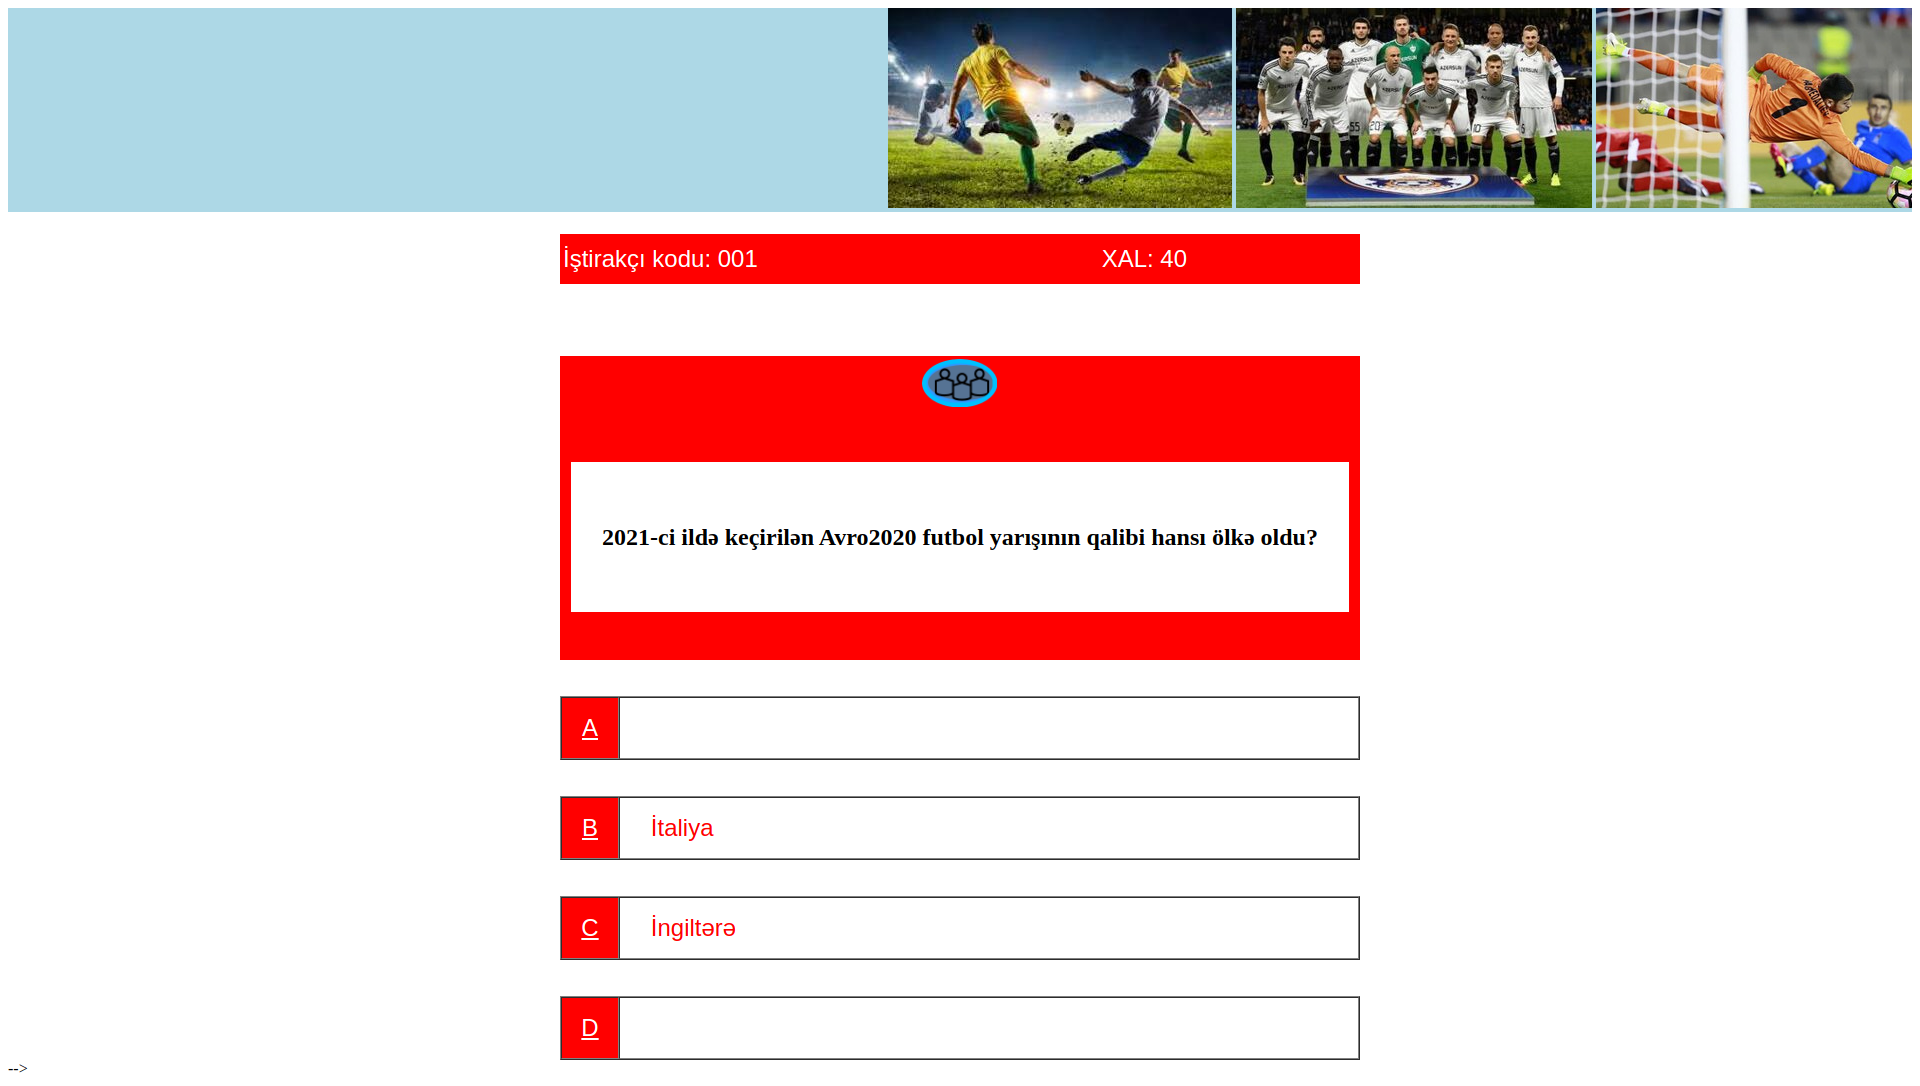 İştirakçı kodu: 001 XAL: 40
2021-ci ildə keçirilən Avro2020 futbol yarışının qalibi hansı ölkə oldu?
A
B İtaliya
C İngiltərə
D
-->